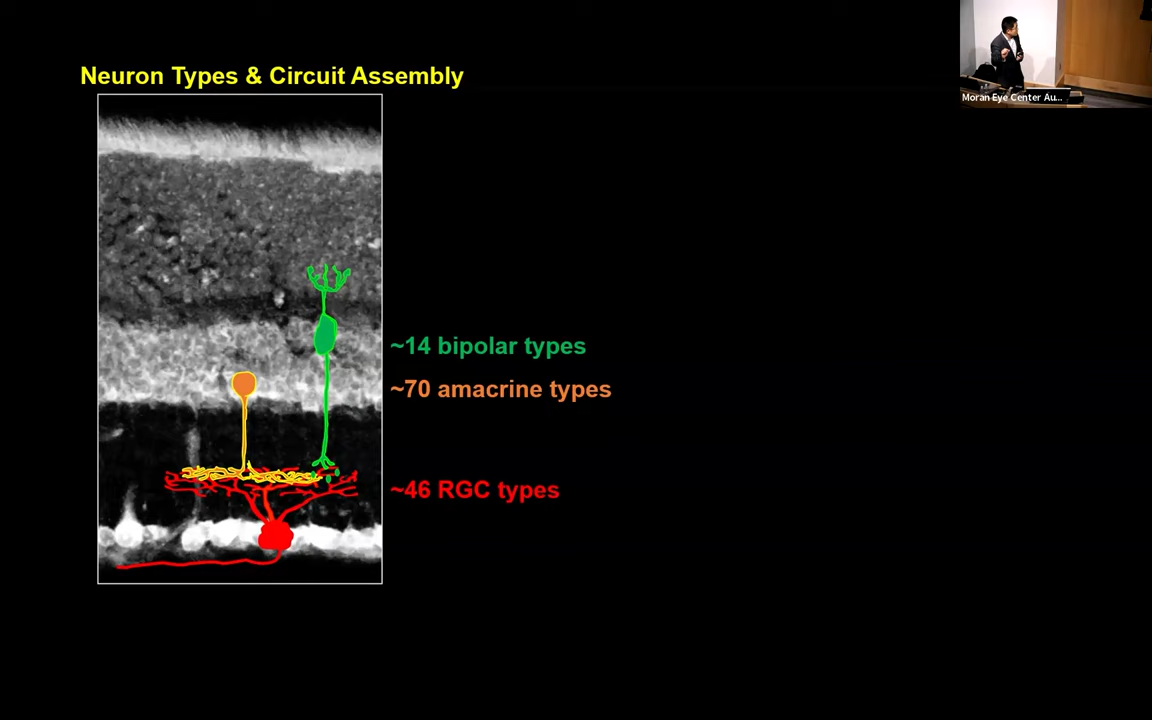 Neuron Types & Circuit Assembly
Moran Eye Center Au...
~14 bipolar types
~70 amacrine types
~46 RGC types